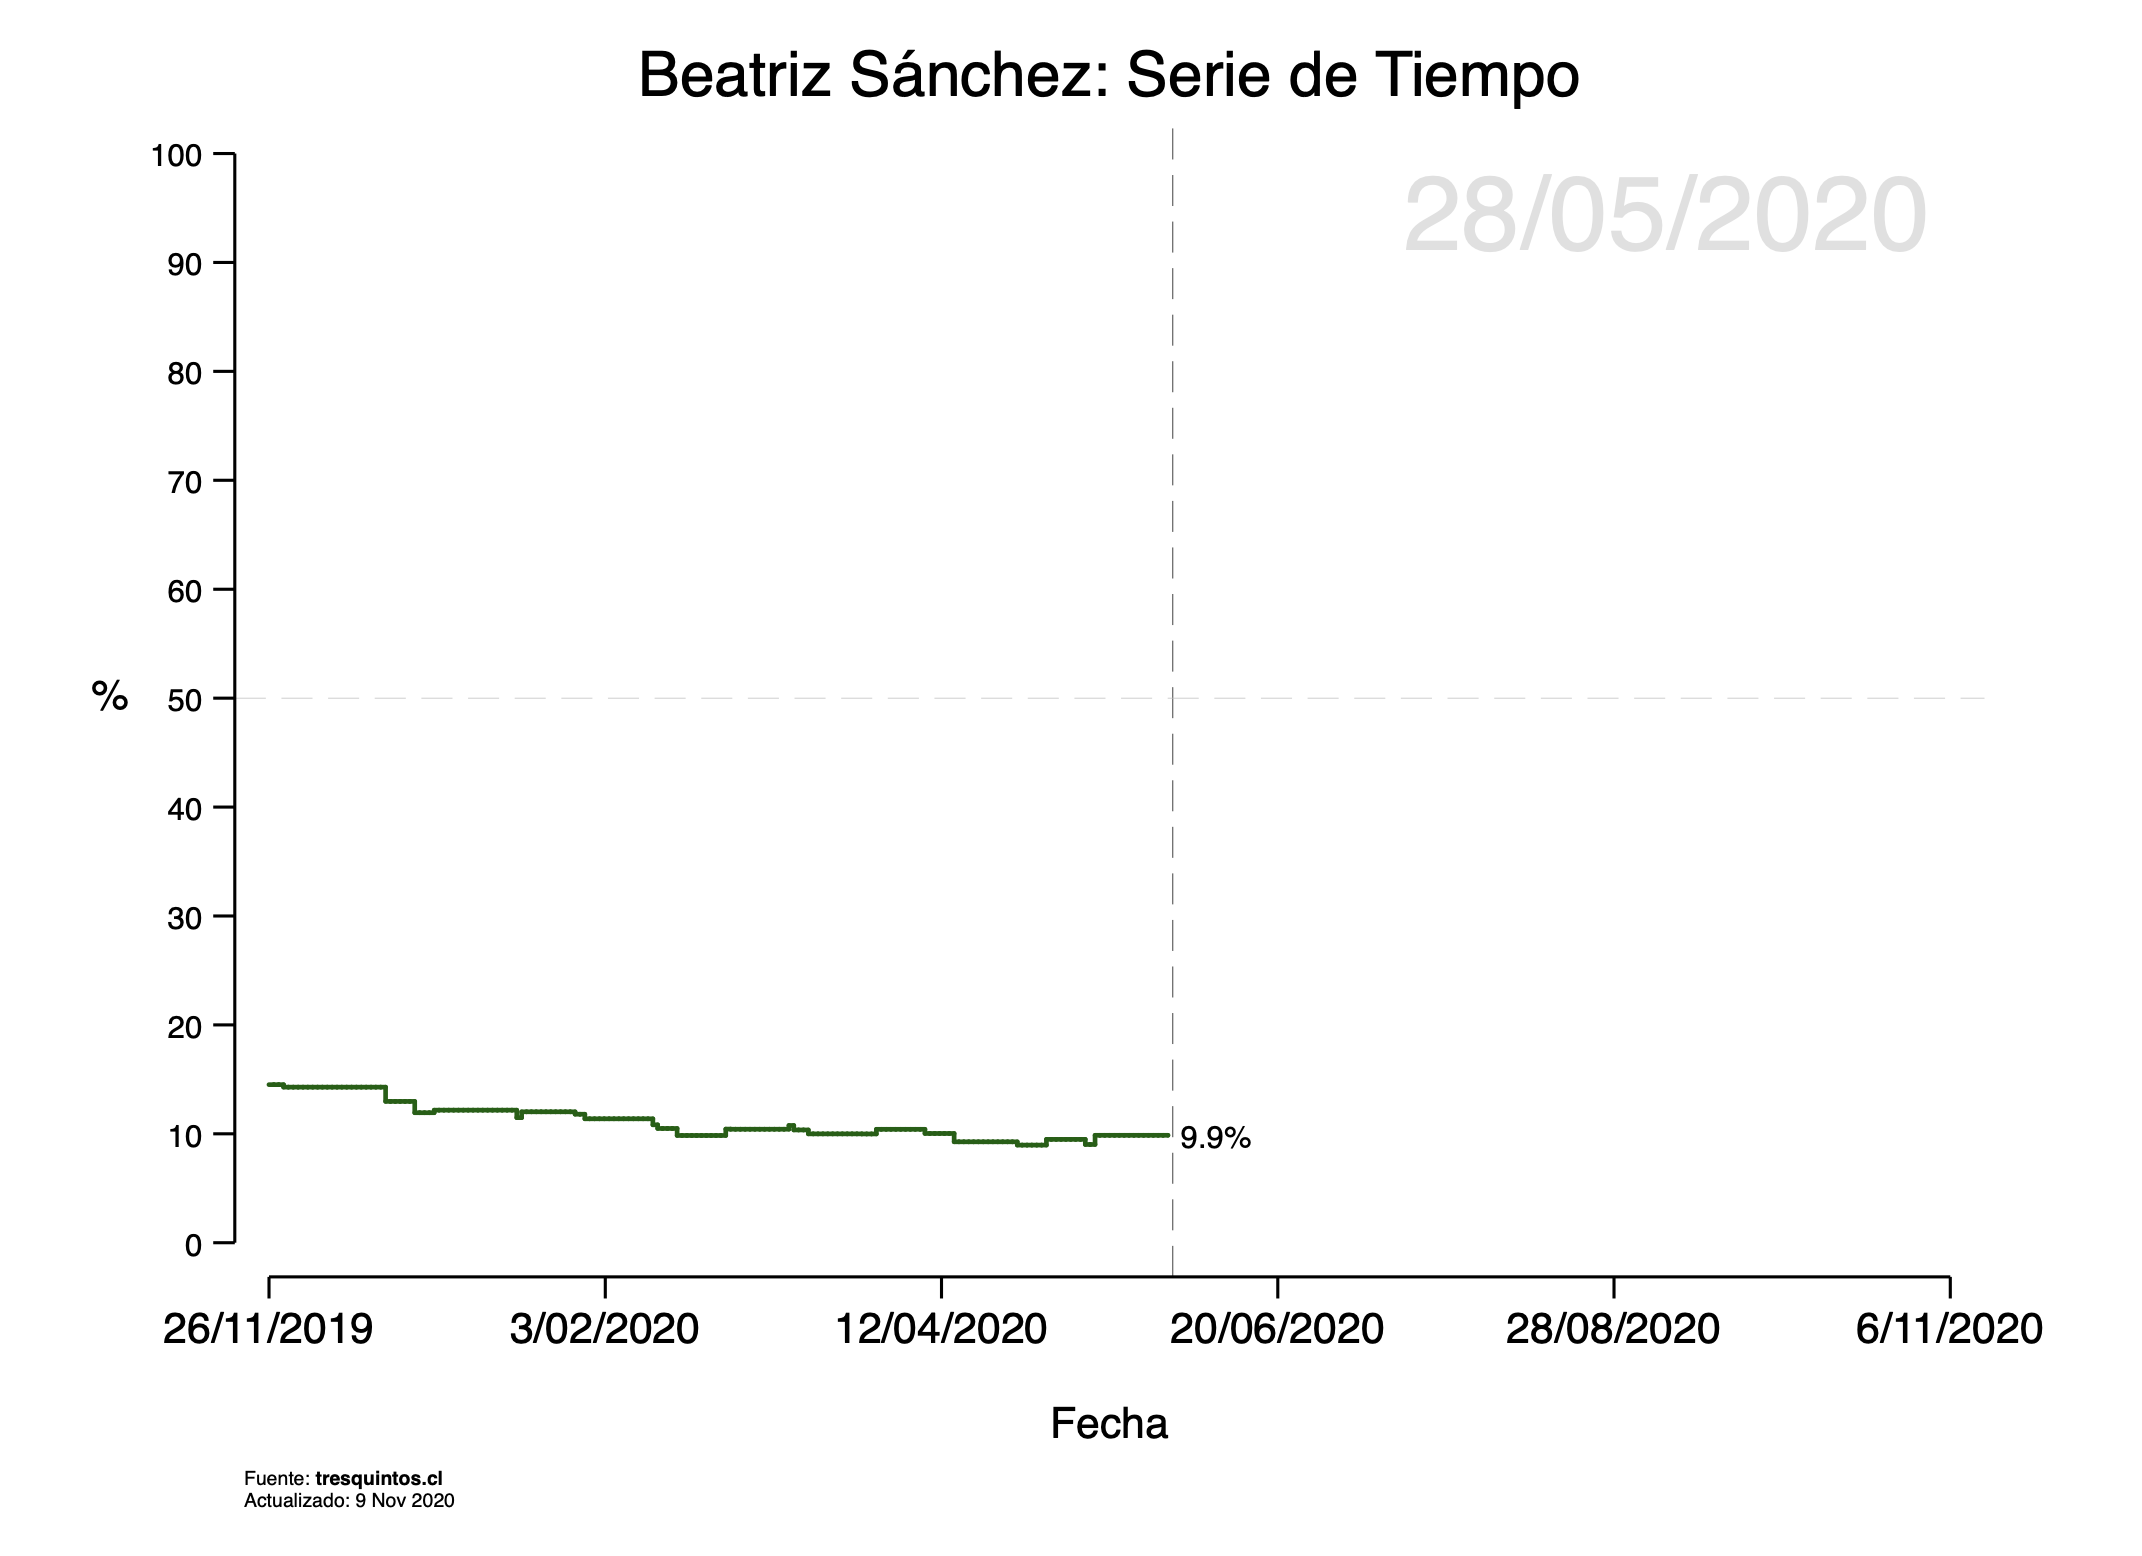 Beatriz Sánchez: Serie de Tiempo
28/05/2020
100
90
80
70
60
%
50
40
30
20
10
0
9.9%
26/11/2019 3/02/2020 12/04/2020 20/06/2020 28/08/2020 6/11/2020
Fecha
Fuente: tresquintos.cl
Actualizado: 9 Nov 2020